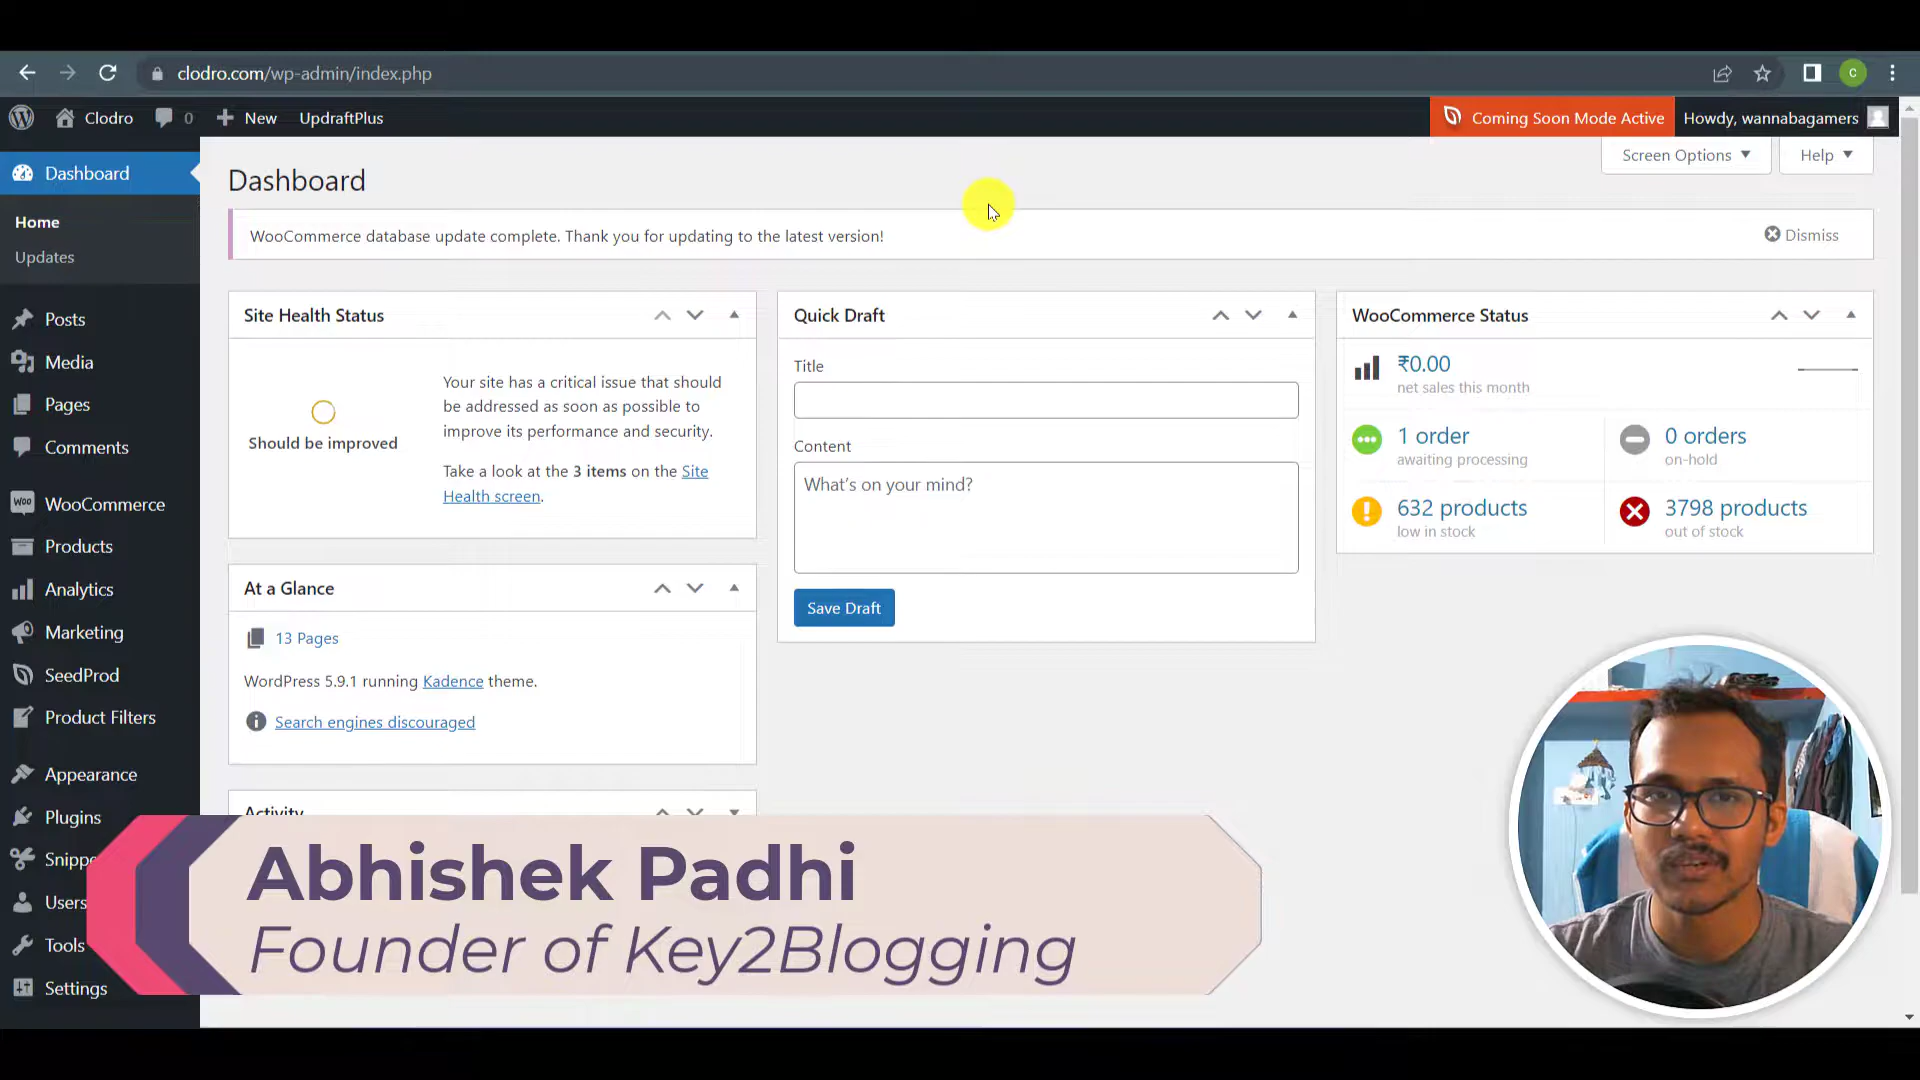 clodro.com/wp-admin/index.php
C
Clodro
0
New
UpdraftPlus
Coming Soon Mode Active
Howdy, wannabagamers
Dashboard
Home
Updates
Posts
Media
Pages
Comments
Woo
WooCommerce
Products
Analytics
Marketing
SeedProd
Product Filters
Appearance
Plugins
Snippe
Users
Tools
Settings
Screen Options
Help
Dashboard
WooCommerce database update complete. Thank you for updating to the latest version!
Dismiss
Site Health Status
Should be improved
Your site has a critical issue that should
be addressed as soon as possible to
improve its performance and security.
Take a look at the 3 items on the Site
Health screen.
At a Glance
13 Pages
WordPress 5.9.1 running Kadence theme.
Search engines discouraged
Activity
Quick Draft
Title
Content
What's on your mind?
Save Draft
WooCommerce Status
₹0.00
net sales this month
1 order
awaiting processing
0 orders
on-hold
632 products
low in stock
3798 products
out of stock
Abhishek Padhi
Founder of Key2Blogging